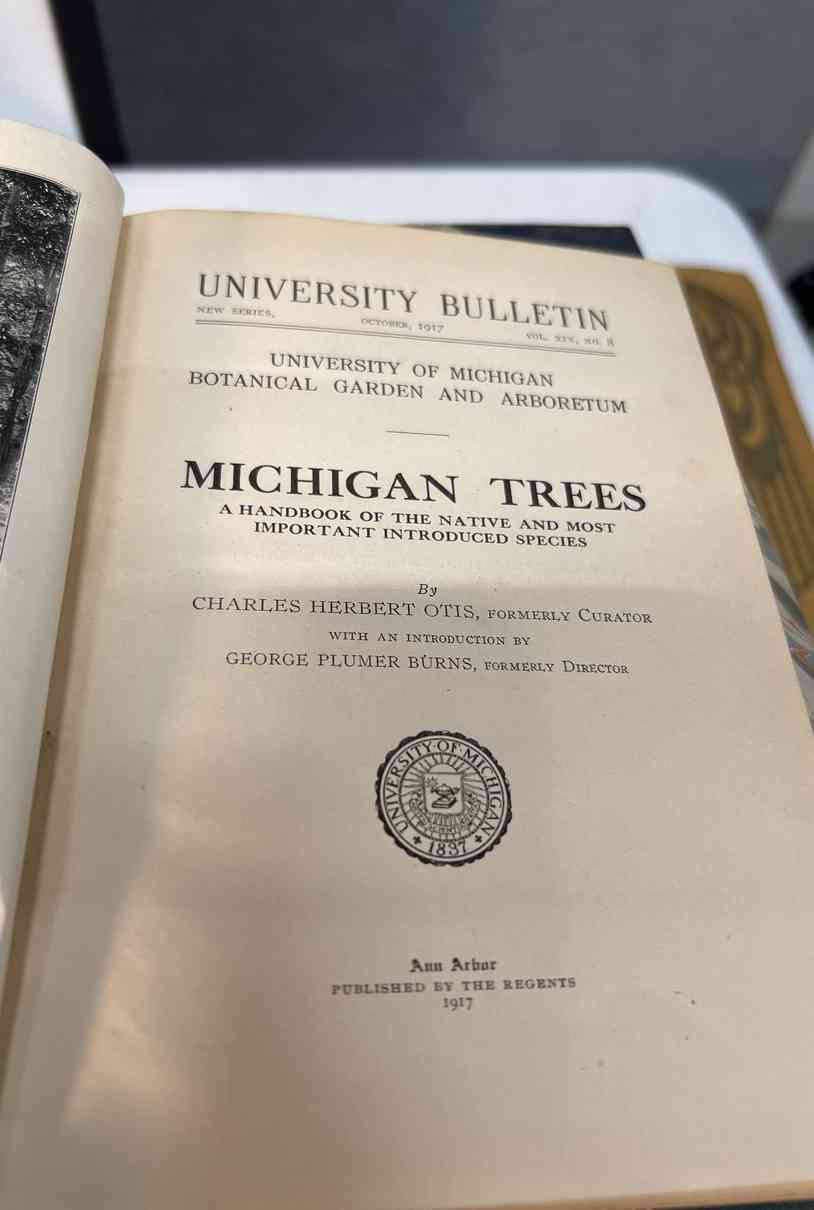 UNIVERSITY BULLETIN
NEW SERIES, OCTOBER, 1917 VOL. XIX, NO. 8
UNIVERSITY OF MICHIGAN
BOTANICAL GARDEN AND ARBORETUM
MICHIGAN TREES
A HANDBOOK OF THE NATIVE AND MOST
IMPORTANT INTRODUCED SPECIES
By
CHARLES HERBERT OTIS, FORMERLY CURATOR
WITH AN INTRODUCTION BY
GEORGE PLUMER BURNS, FORMERLY DIRECTOR
UNIVERSITY·OF·MICHIGAN
1837
Ann Arbor
PUBLISHED BY THE REGENTS
1917